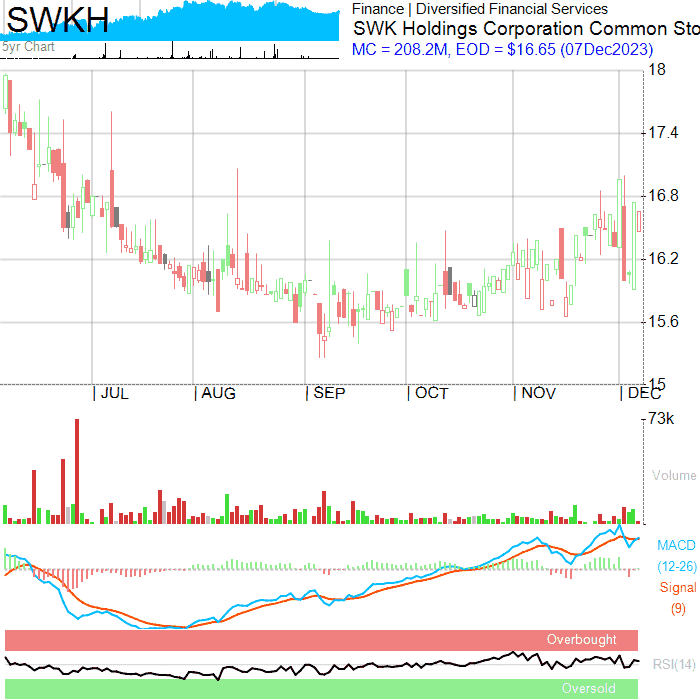 SWKH
5yr Chart
Finance | Diversified Financial Services
SWK Holdings Corporation Common Sto
MC = 208.2M, EOD = $16.65 (07Dec2023)
18
17.4
16.8
16.2
15.6
15
| JUL | AUG | SEP | OCT | NOV | DEC
73k
Volume
MACD
(12-26)
Signal
(9)
Overbought
RSI(14)
Oversold